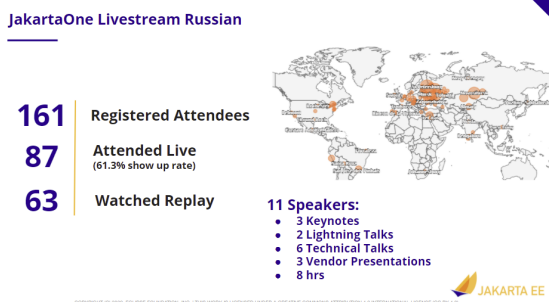 JakartaOne Livestream Russian
161 Registered Attendees
87 Attended Live
(61.3% show up rate)
63 Watched Replay
11 Speakers:
● 3 Keynotes
● 2 Lightning Talks
● 6 Technical Talks
● 3 Vendor Presentations
● 8 hrs
JAKARTA EE